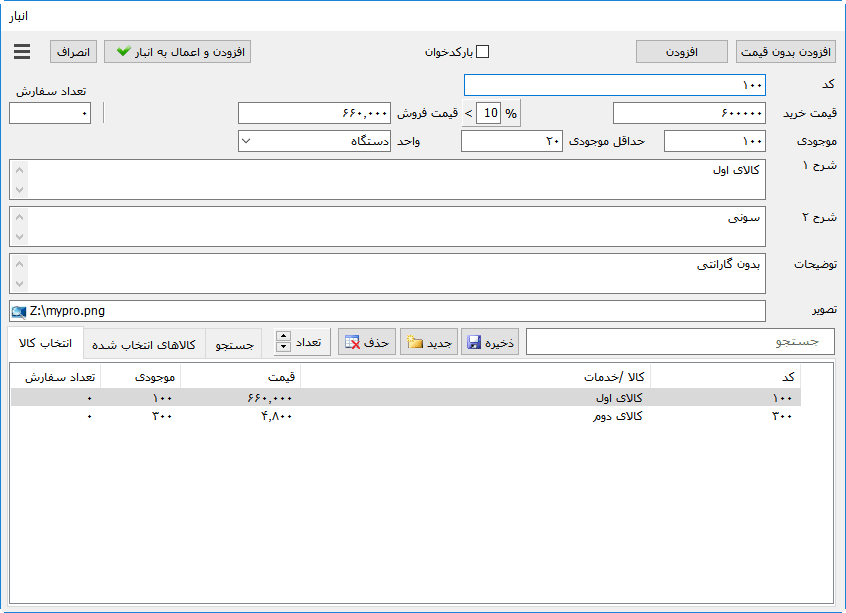 انبار
افزودن بدون قیمت افزودن بارکدخوان افزودن و اعمال به انبار انصراف
کد ۱۰۰ تعداد سفارش
قیمت خرید ۶۰۰۰۰۰ % 10 < قیمت فروش ۶۶۰,۰۰۰ ۰
موجودی ۱۰۰ حداقل موجودی ۲۰ واحد دستگاه
شرح ۱ کالای اول
شرح ۲ سونی
توضیحات بدون گارانتی
تصویر Z:\mypro.png
جستجو ذخیره جدید حذف تعداد جستجو کالاهای انتخاب شده انتخاب کالا
کد کالا /خدمات قیمت موجودی تعداد سفارش
۱۰۰ کالای اول ۶۶۰,۰۰۰ ۱۰۰ ۰
۳۰۰ کالای دوم ۴,۸۰۰ ۳۰۰ ۰